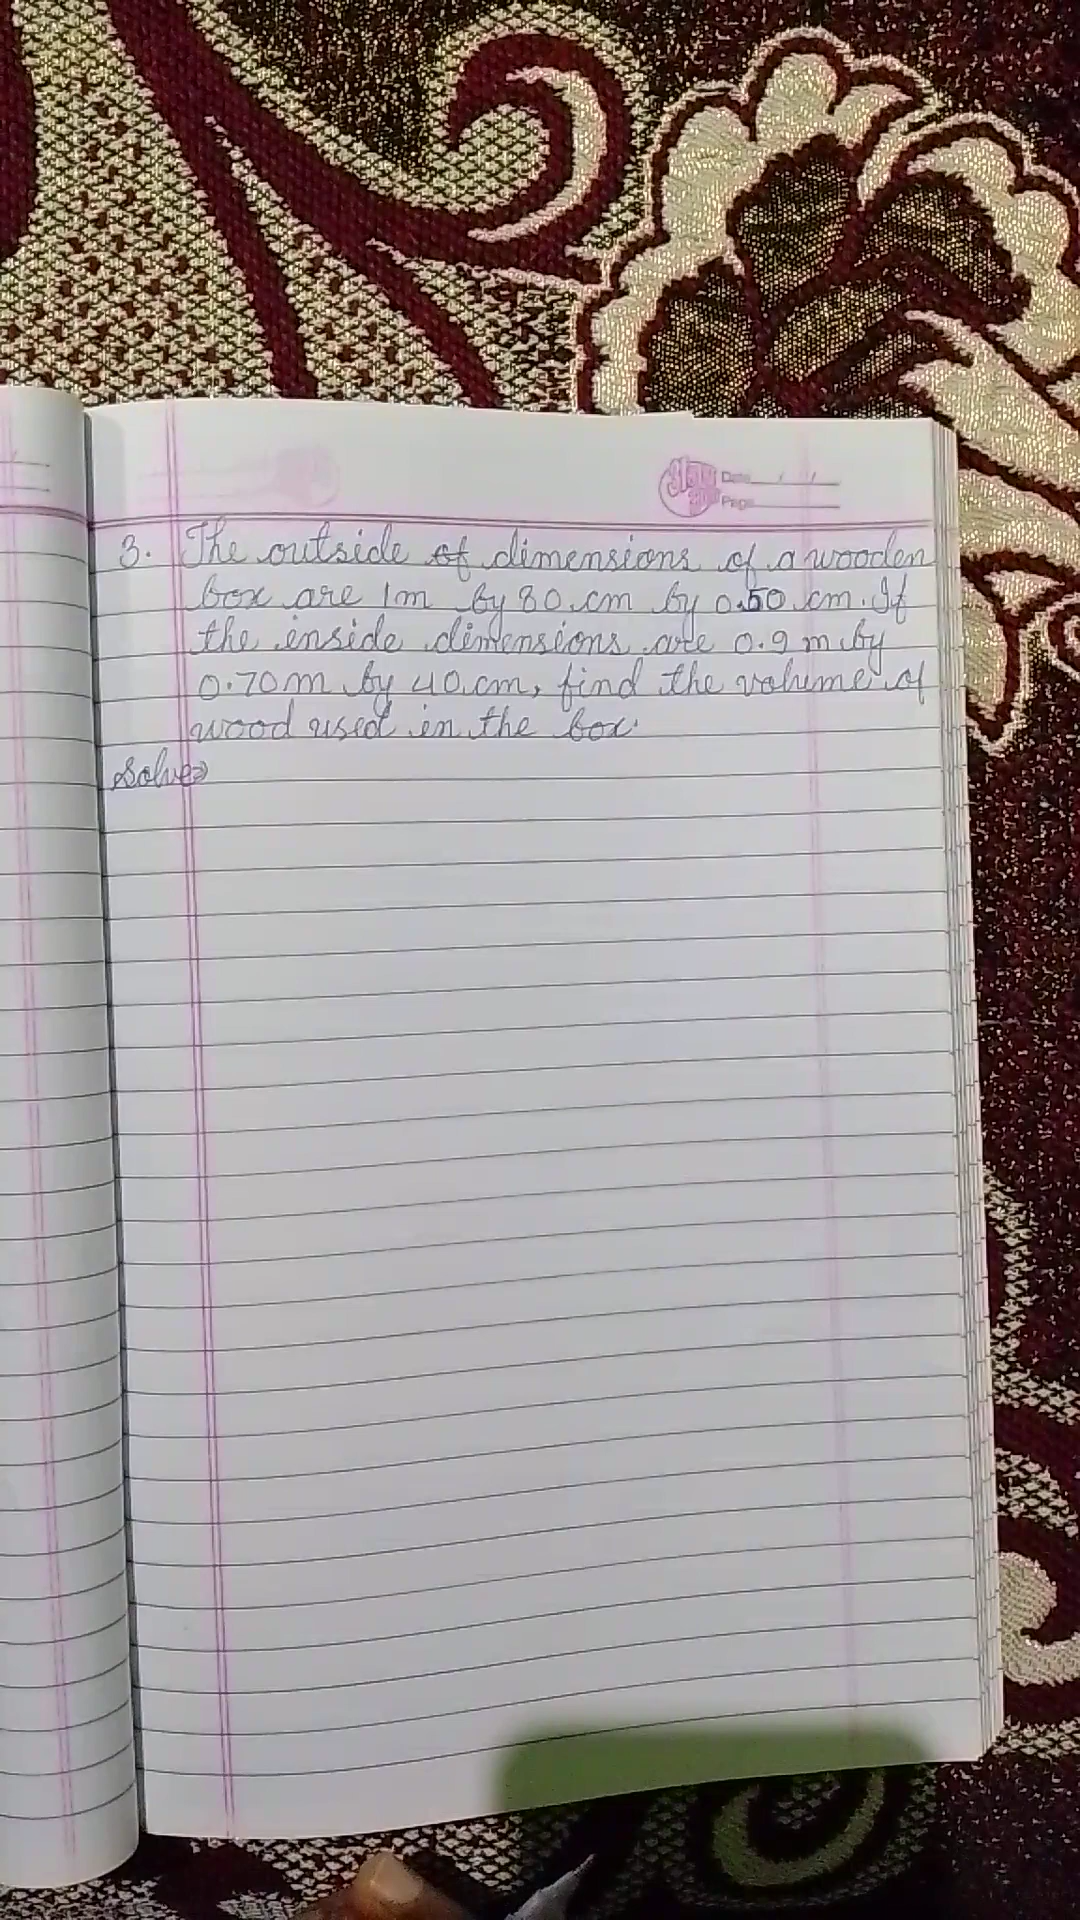 Date / /
Page
3. The outside of dimensions of a wooden
box are 1m by 80 cm by 0.50 cm. If
the inside dimensions are 0.9 m by
0.70m by 40 cm, find the volume of
wood used in the box.
Solve⇒